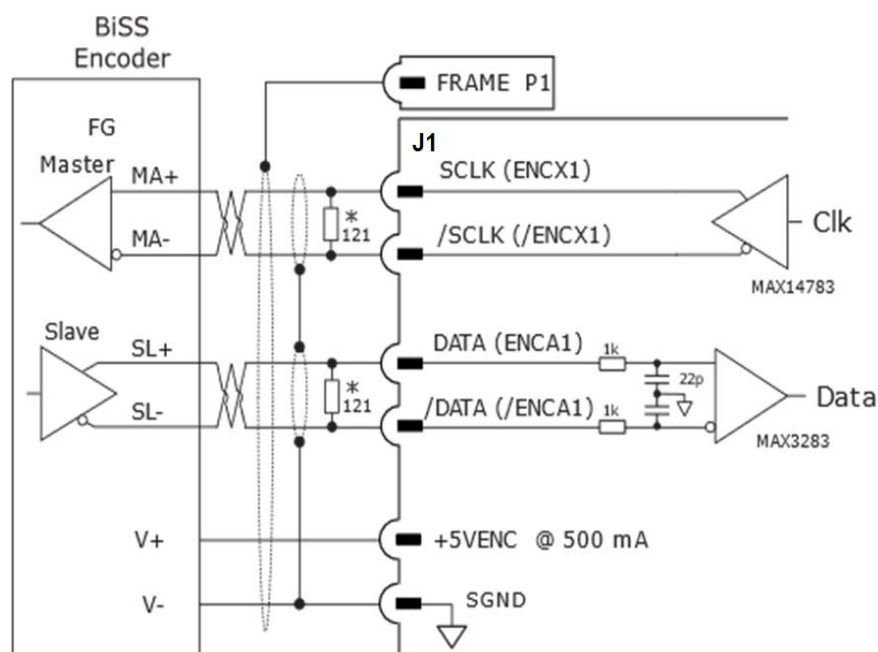 BiSS
Encoder
FRAME P1
FG
J1
Master
MA+
SCLK (ENCX1)
*
121
Clk
MA-
/SCLK (/ENCX1)
MAX14783
Slave
SL+
DATA (ENCA1)
1k
22p
*
121
Data
SL-
/DATA (/ENCA1)
1k
MAX3283
V+
+5VENC @ 500 mA
V-
SGND